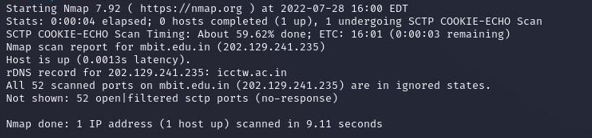 Starting Nmap 7.92 ( https://nmap.org ) at 2022-07-28 16:00 EDT
Stats: 0:00:04 elapsed; 0 hosts completed (1 up), 1 undergoing SCTP COOKIE-ECHO Scan
SCTP COOKIE-ECHO Scan Timing: About 59.62% done; ETC: 16:01 (0:00:03 remaining)
Nmap scan report for mbit.edu.in (202.129.241.235)
Host is up (0.0013s latency).
rDNS record for 202.129.241.235: icctw.ac.in
All 52 scanned ports on mbit.edu.in (202.129.241.235) are in ignored states.
Not shown: 52 open|filtered sctp ports (no-response)
Nmap done: 1 IP address (1 host up) scanned in 9.11 seconds